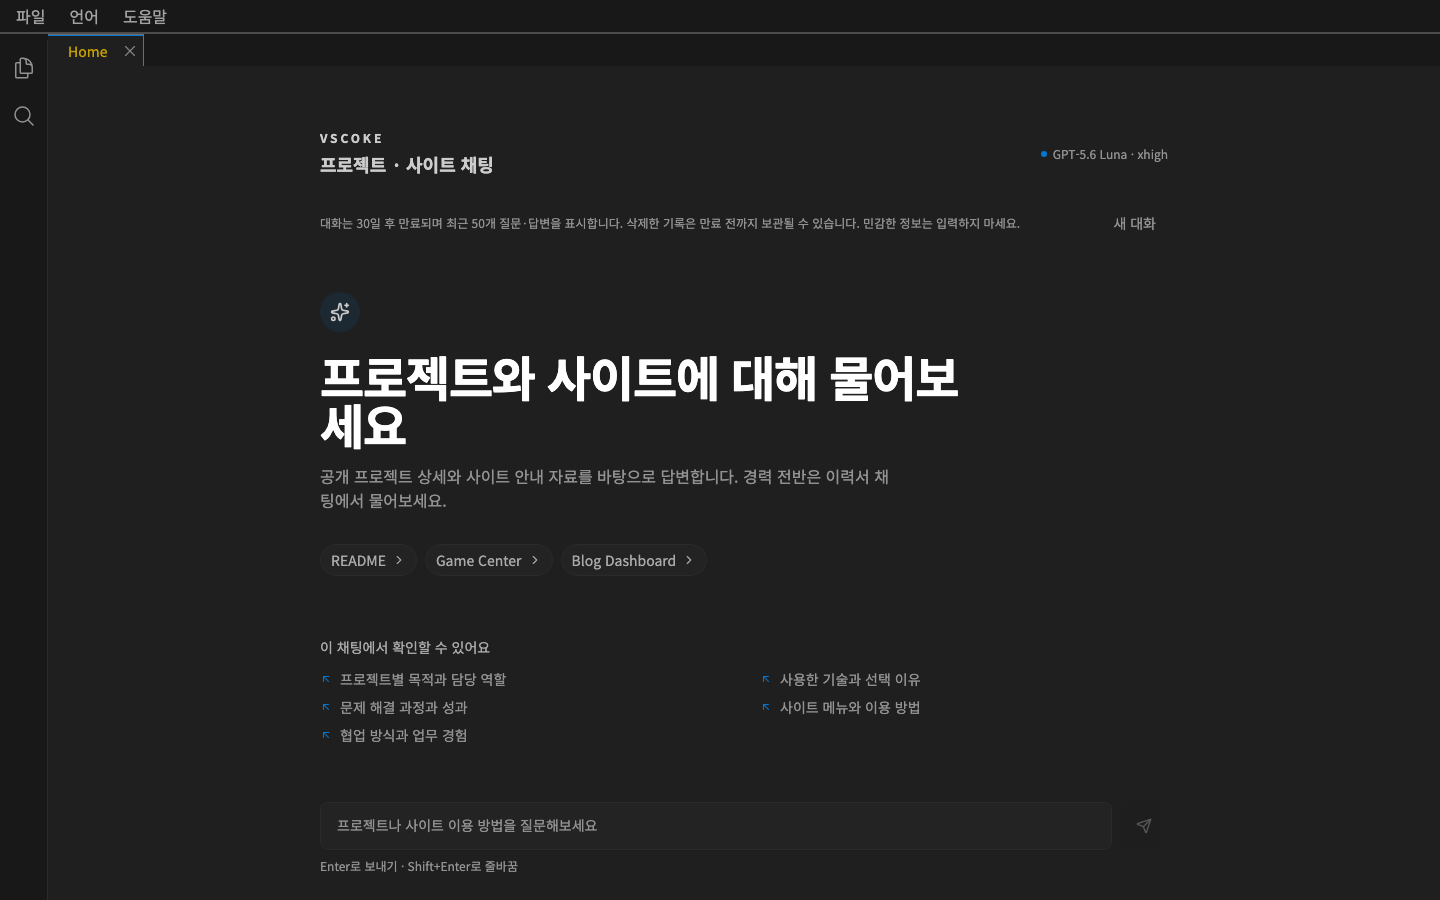 파일 언어 도움말
Home
VSCOKE
프로젝트 · 사이트 채팅
GPT-5.6 Luna · xhigh
대화는 30일 후 만료되며 최근 50개 질문·답변을 표시합니다. 삭제한 기록은 만료 전까지 보관될 수 있습니다. 민감한 정보는 입력하지 마세요.
새 대화
프로젝트와 사이트에 대해 물어보
세요
공개 프로젝트 상세와 사이트 안내 자료를 바탕으로 답변합니다. 경력 전반은 이력서 채
팅에서 물어보세요.
README Game Center Blog Dashboard
이 채팅에서 확인할 수 있어요
프로젝트별 목적과 담당 역할
사용한 기술과 선택 이유
문제 해결 과정과 성과
사이트 메뉴와 이용 방법
협업 방식과 업무 경험
프로젝트나 사이트 이용 방법을 질문해보세요
Enter로 보내기 · Shift+Enter로 줄바꿈